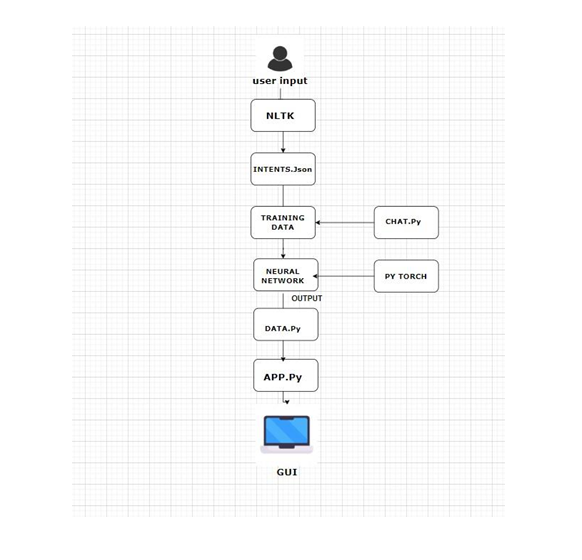 user input
NLTK
INTENTS.Json
TRAINING
DATA
CHAT.Py
NEURAL
NETWORK
PY TORCH
OUTPUT
DATA.Py
APP.Py
GUI